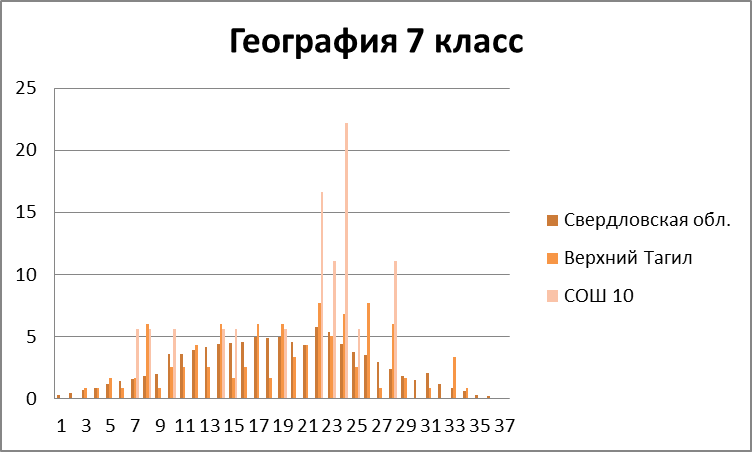 География 7 класс
25
20
15
10
5
0
1 3 5 7 9 11 13 15 17 19 21 23 25 27 29 31 33 35 37
Свердловская обл.
Верхний Тагил
СОШ 10